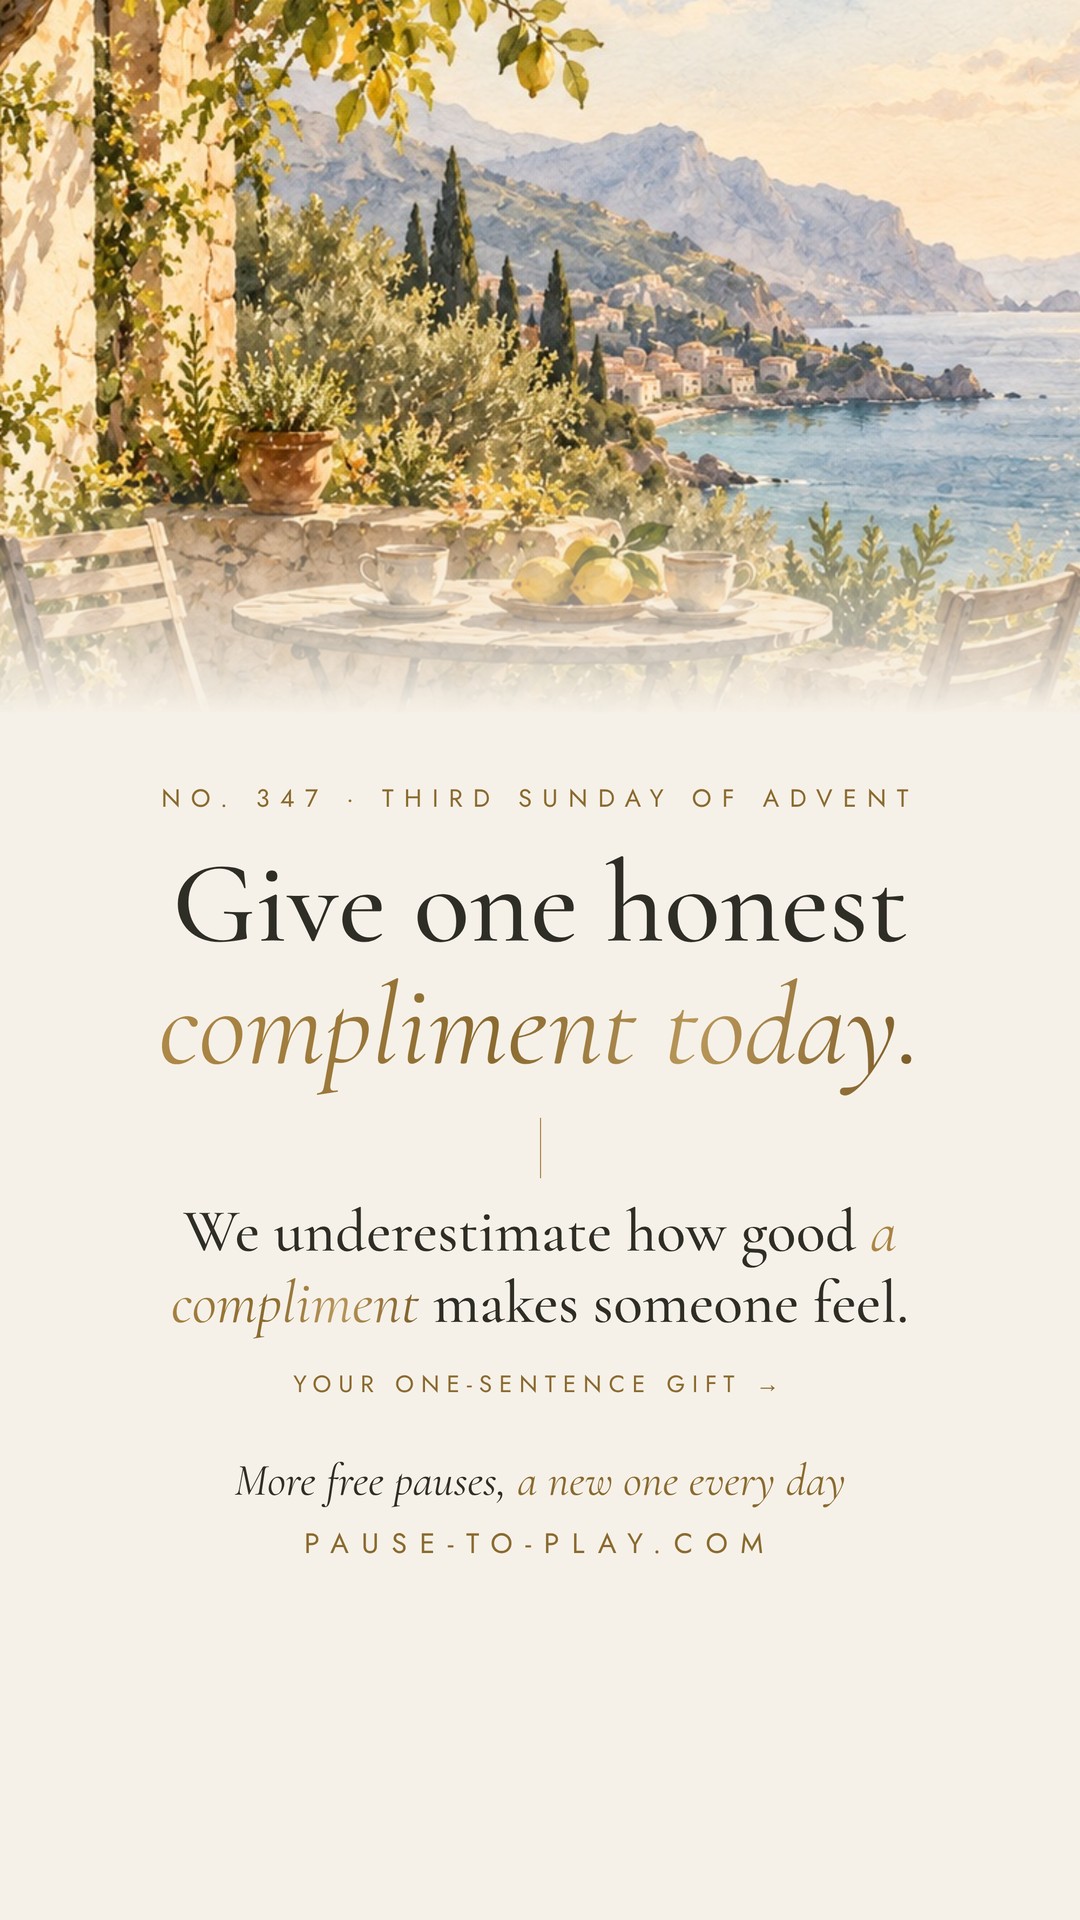 NO. 347 · THIRD SUNDAY OF ADVENT
Give one honest
compliment today.
We underestimate how good a
compliment makes someone feel.
YOUR ONE-SENTENCE GIFT →
More free pauses, a new one every day
PAUSE-TO-PLAY.COM